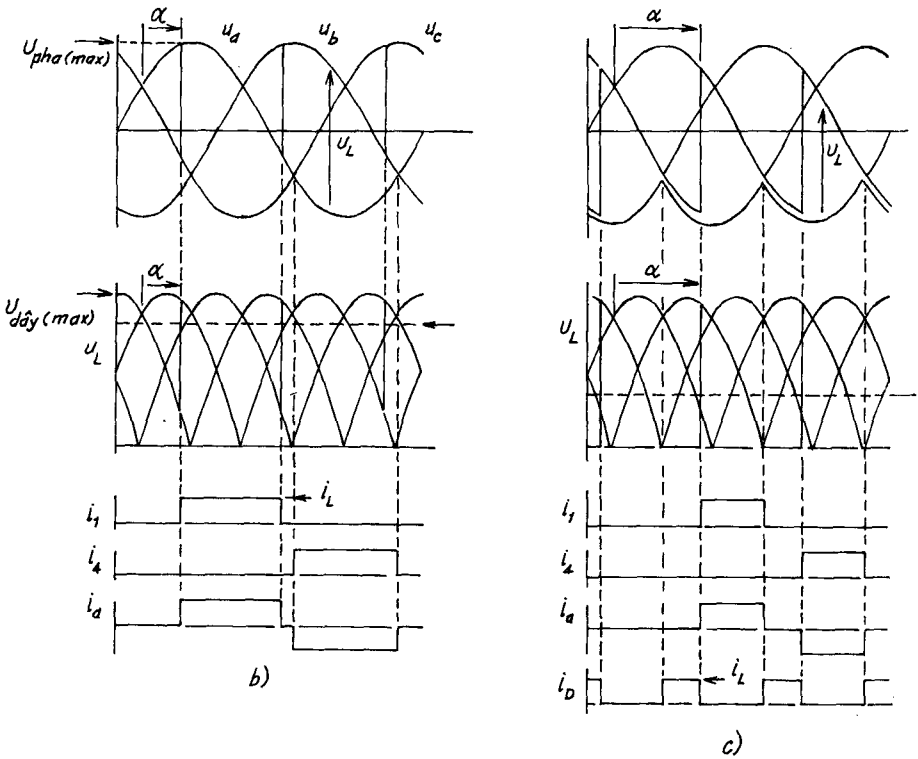 α
u_a
u_b
u_c
U_pha(max)
u_L
α
U_dây(max)
u_L
i_1
i_L
i_4
i_a
b)
α
u_L
α
U_L
i_1
i_4
i_a
i_D
i_L
c)